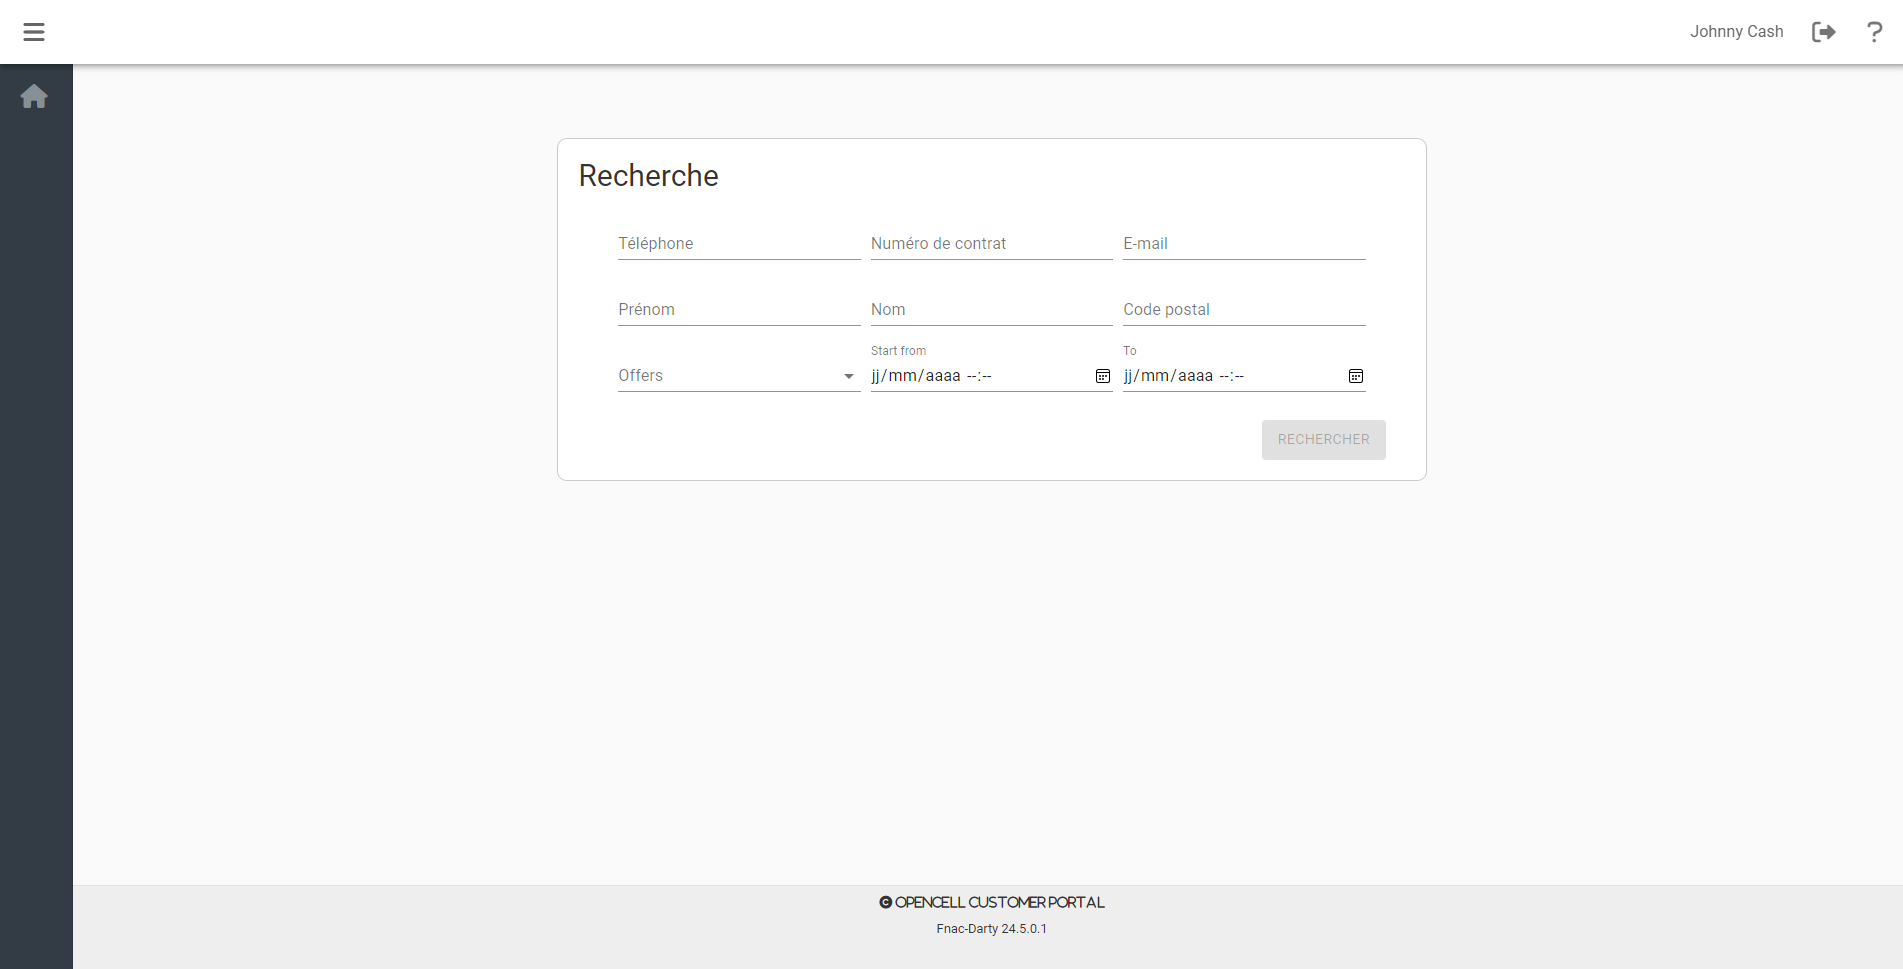 Johnny Cash
Recherche
Téléphone
Numéro de contrat
E-mail
Prénom
Nom
Code postal
Offers
Start from
jj/mm/aaaa --:--
To
jj/mm/aaaa --:--
RECHERCHER
© OPENCELL CUSTOMER PORTAL
Fnac-Darty 24.5.0.1